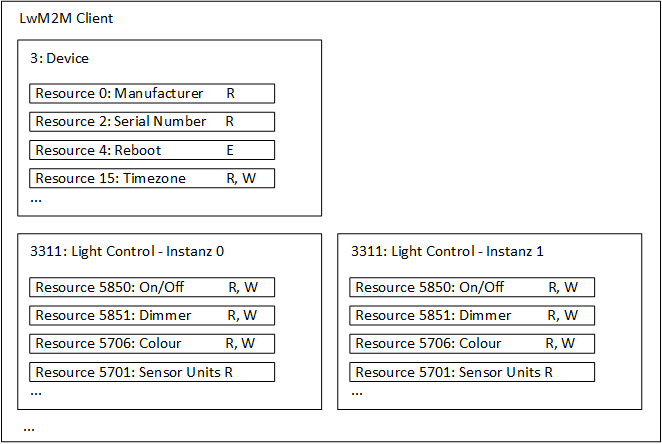 LwM2M Client
3: Device
Resource 0: Manufacturer R
Resource 2: Serial Number R
Resource 4: Reboot E
Resource 15: Timezone R, W
...
3311: Light Control - Instanz 0
Resource 5850: On/Off R, W
Resource 5851: Dimmer R, W
Resource 5706: Colour R, W
Resource 5701: Sensor Units R
...
3311: Light Control - Instanz 1
Resource 5850: On/Off R, W
Resource 5851: Dimmer R, W
Resource 5706: Colour R, W
Resource 5701: Sensor Units R
...
...